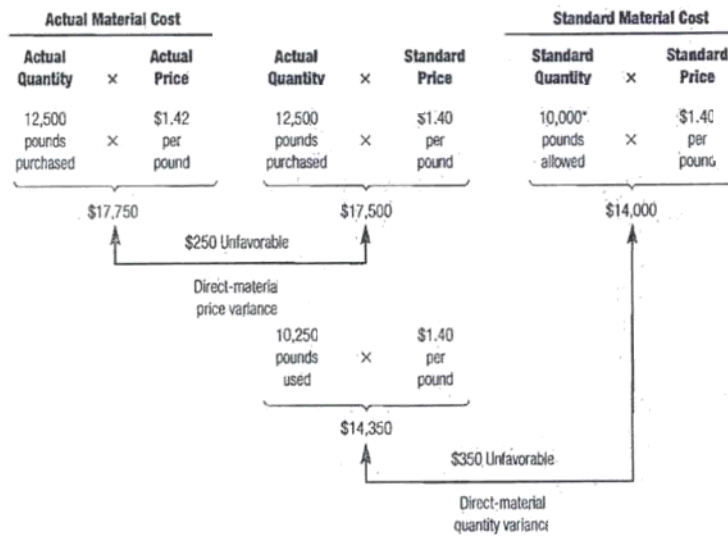 Actual Material Cost
Standard Material Cost
Actual Quantity × Actual Price
Actual Quantity × Standard Price
Standard Quantity × Standard Price
12,500 pounds purchased × $1.42 per pound
12,500 pounds purchased × $1.40 per pound
10,000* pounds allowed × $1.40 per pound
$17,750
$17,500
$14,000
$250 Unfavorable
Direct-material
price variance
10,250 pounds used × $1.40 per pound
$14,350
$350 Unfavorable
Direct-material
quantity variance